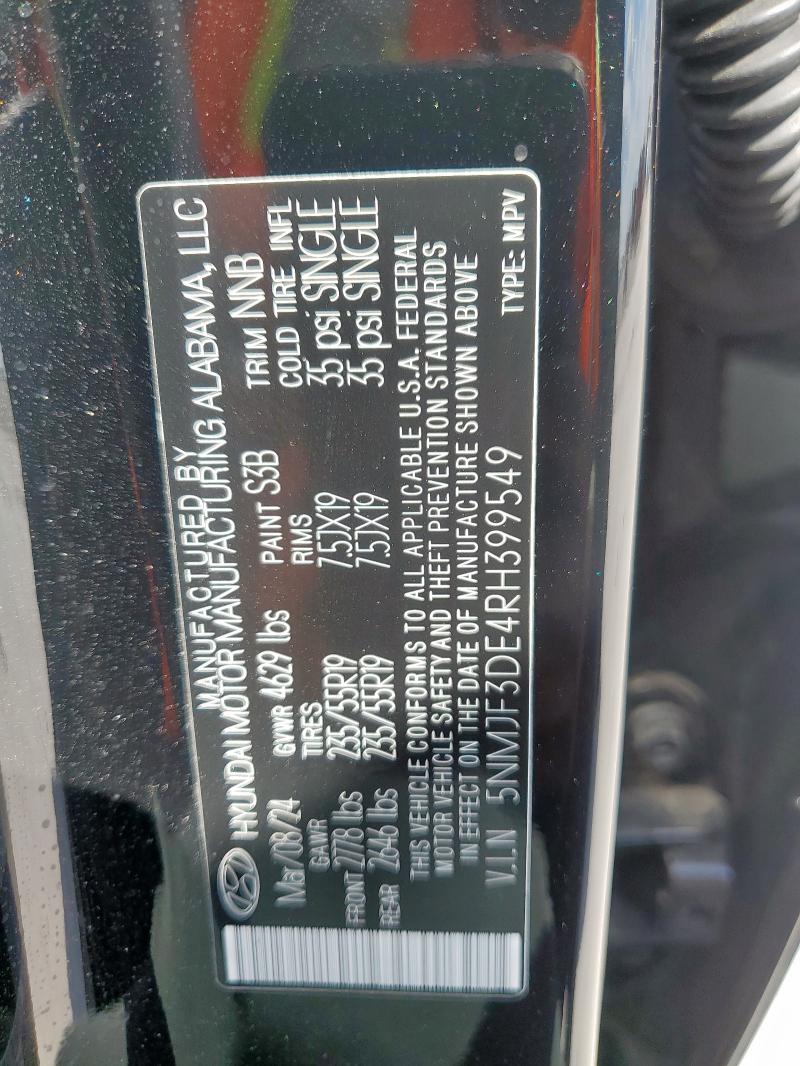 MANUFACTURED BY
HYUNDAI MOTOR MANUFACTURING ALABAMA, LLC
Mar/08/24 GVWR 4629 lbs PAINT S3B TRIM NNB
GAWR TIRES RIMS COLD TIRE INFL
FRONT 2778 lbs 235/55R19 7.5JX19 35 psi SINGLE
REAR 2646 lbs 235/55R19 7.5JX19 35 psi SINGLE
THIS VEHICLE CONFORMS TO ALL APPLICABLE U.S.A. FEDERAL
MOTOR VEHICLE SAFETY AND THEFT PREVENTION STANDARDS
IN EFFECT ON THE DATE OF MANUFACTURE SHOWN ABOVE
V.I.N 5NMJF3DE4RH399549 TYPE: MPV